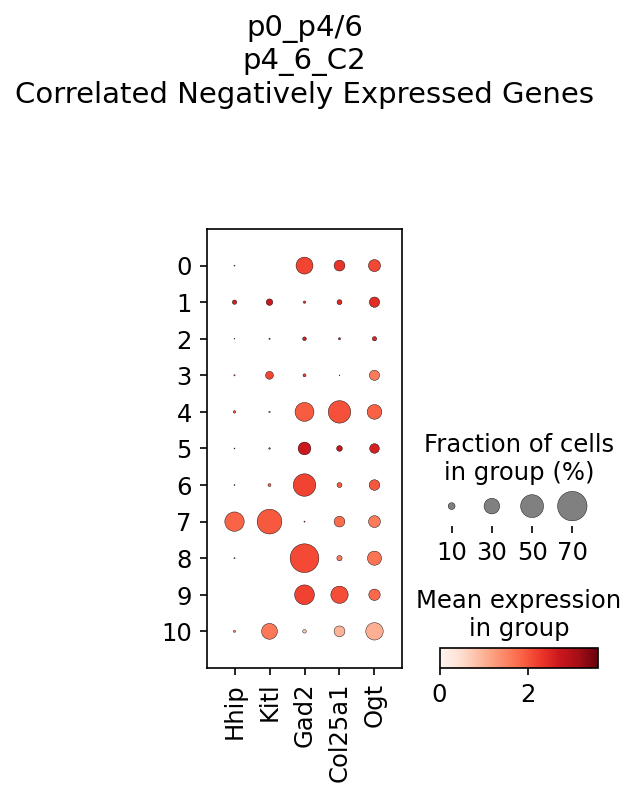 p0_p4/6
p4_6_C2
Correlated Negatively Expressed Genes
0
1
2
3
4
5
6
7
8
9
10
Hhip
Kitl
Gad2
Col25a1
Ogt
Fraction of cells
in group (%)
10 30 50 70
Mean expression
in group
0 2